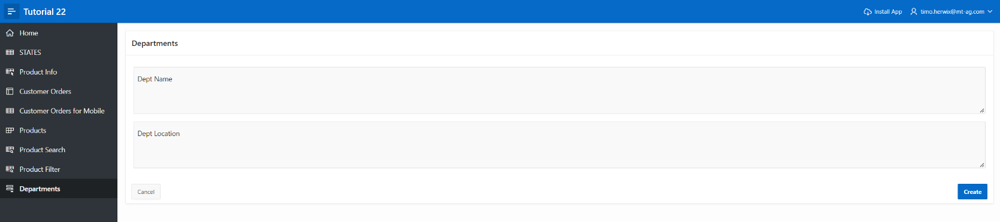 Tutorial 22
Install App
timo.herwix@mt-ag.com
Home
STATES
Product Info
Customer Orders
Customer Orders for Mobile
Products
Product Search
Product Filter
Departments
Departments
Dept Name
Dept Location
Cancel
Create